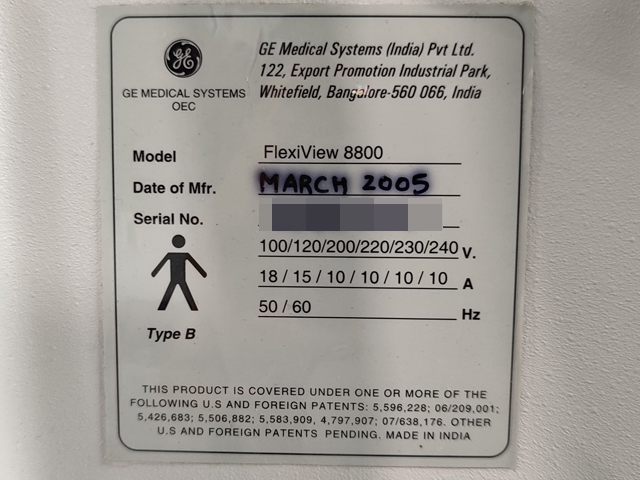 GE
GE MEDICAL SYSTEMS
OEC
GE Medical Systems (India) Pvt Ltd.
122, Export Promotion Industrial Park,
Whitefield, Bangalore-560 066, India
Model FlexiView 8800
Date of Mfr. MARCH 2005
Serial No.
100/120/200/220/230/240 V.
18 / 15 / 10 / 10 / 10 / 10 A
50 / 60 Hz
Type B
THIS PRODUCT IS COVERED UNDER ONE OR MORE OF THE
FOLLOWING U.S AND FOREIGN PATENTS: 5,596,228; 06/209,001;
5,426,683; 5,506,882; 5,583,909, 4,797,907; 07/638,176. OTHER
U.S AND FOREIGN PATENTS PENDING. MADE IN INDIA